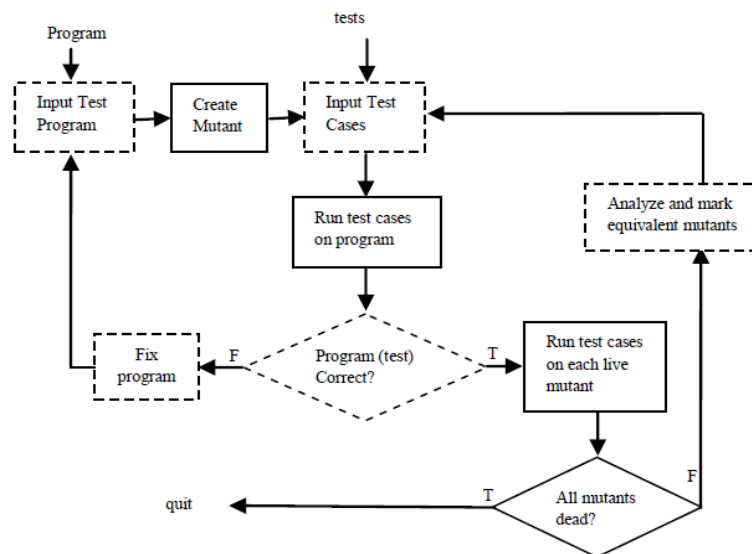 Program
tests
Input Test
Program
Create
Mutant
Input Test
Cases
Run test cases
on program
Analyze and mark
equivalent mutants
Fix
program
F
Program (test)
Correct?
T
Run test cases
on each live
mutant
quit
T
All mutants
dead?
F